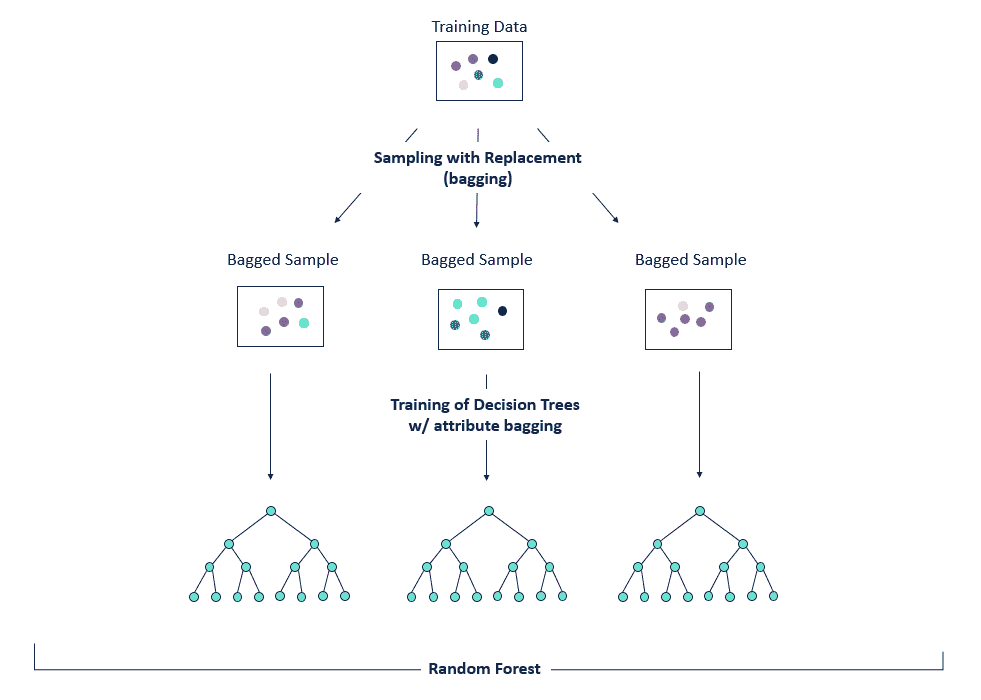 Training Data
Sampling with Replacement
(bagging)
Bagged Sample
Bagged Sample
Bagged Sample
Training of Decision Trees
w/ attribute bagging
Random Forest